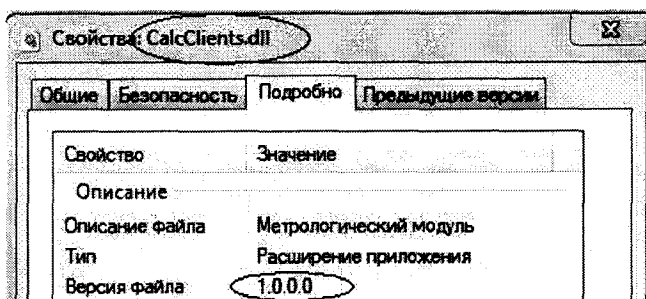 Свойства: CalcClients.dll
Общие Безопасность Подробно Предыдущие версии
Свойство Значение
Описание
Описание файла Метрологический модуль
Тип Расширение приложения
Версия файла 1.0.0.0